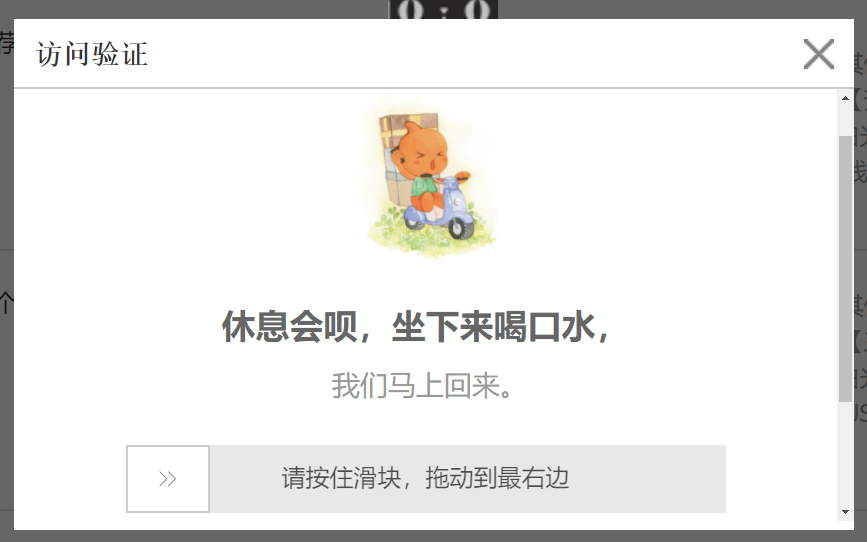 访问验证
休息会呗，坐下来喝口水，
我们马上回来。
>>
请按住滑块，拖动到最右边